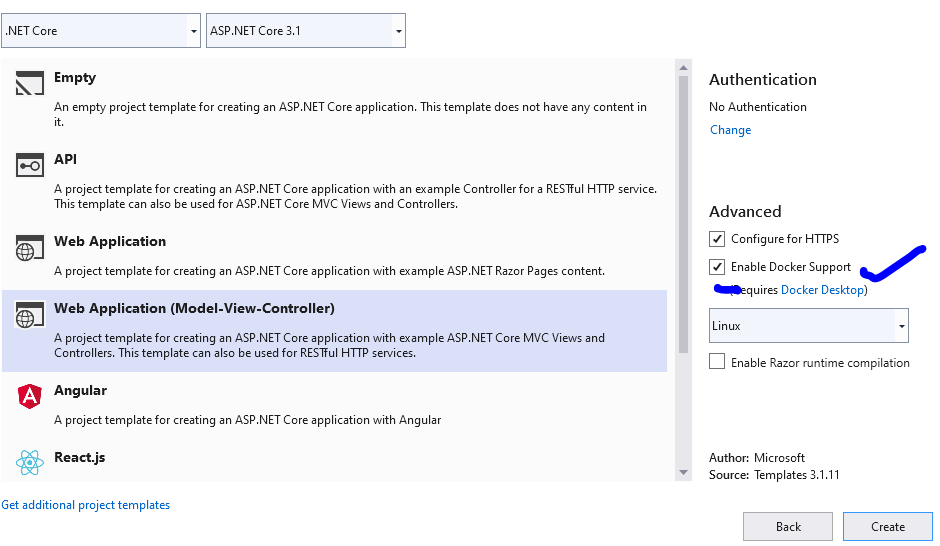 .NET Core
ASP.NET Core 3.1
Empty
An empty project template for creating an ASP.NET Core application. This template does not have any content in
it.
API
A project template for creating an ASP.NET Core application with an example Controller for a RESTful HTTP service.
This template can also be used for ASP.NET Core MVC Views and Controllers.
Web Application
A project template for creating an ASP.NET Core application with example ASP.NET Razor Pages content.
Web Application (Model-View-Controller)
A project template for creating an ASP.NET Core application with example ASP.NET Core MVC Views and
Controllers. This template can also be used for RESTful HTTP services.
Angular
A project template for creating an ASP.NET Core application with Angular
React.js
Get additional project templates
Authentication
No Authentication
Change
Advanced
Configure for HTTPS
Enable Docker Support
(Requires Docker Desktop)
Linux
Enable Razor runtime compilation
Author: Microsoft
Source: Templates 3.1.11
Back
Create